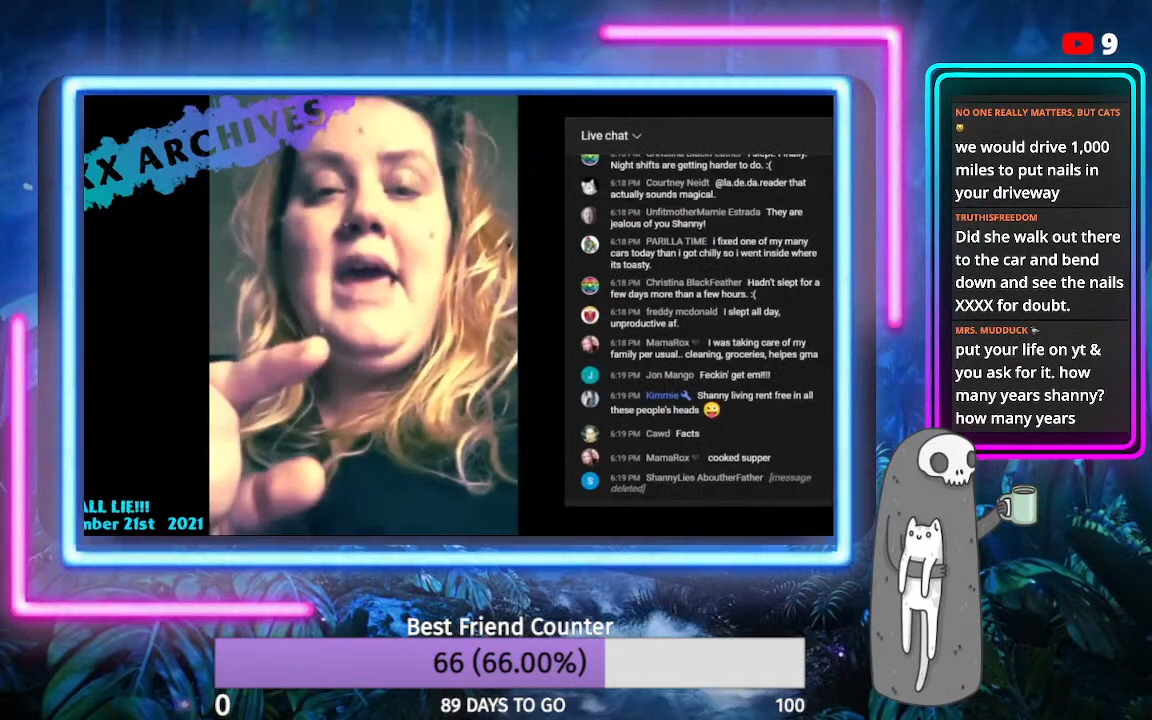 9
XX ARCHIVES
Live chat
Night shifts are getting harder to do. :(
6:18 PM Courtney Neidt @la.de.da.reader that
actually sounds magical.
6:18 PM UnfitmotherMamie Estrada They are
jealous of you Shanny!
6:18 PM PARILLA TIME i fixed one of my many
cars today than i got chilly so i went inside where
its toasty.
6:18 PM Christina BlackFeather Hadn't slept for a
few days more than a few hours. :(
6:18 PM freddy mcdonald I slept all day,
unproductive af.
6:18 PM MamaRox I was taking care of my
family per usual.. cleaning, groceries, helpes gma
6:19 PM Jon Mango Feckin' get em!!!!!
6:19 PM Kimmie Shanny living rent free in all
these people's heads 😜
6:19 PM Cawd Facts
6:19 PM MamaRox cooked supper
S 6:19 PM ShannyLies AboutherFather [message
deleted]
ALL LIE!!!
mber 21st 2021
NO ONE REALLY MATTERS, BUT CATS
we would drive 1,000
miles to put nails in
your driveway
TRUTHISFREEDOM
Did she walk out there
to the car and bend
down and see the nails
XXXX for doubt.
MRS. MUDDUCK
put your life on yt &
you ask for it. how
many years shanny?
how many years
Best Friend Counter
66 (66.00%)
0 89 DAYS TO GO 100